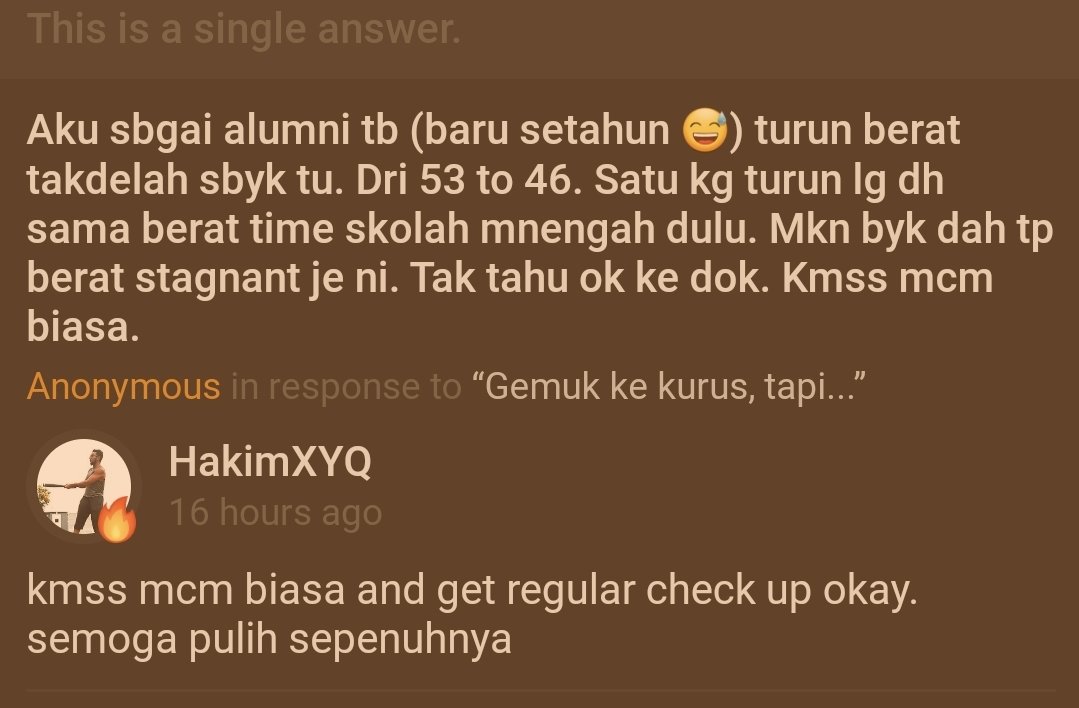 This is a single answer.
Aku sbgai alumni tb (baru setahun 😅) turun berat
takdelah sbyk tu. Dri 53 to 46. Satu kg turun lg dh
sama berat time skolah mnengah dulu. Mkn byk dah tp
berat stagnant je ni. Tak tahu ok ke dok. Kmss mcm
biasa.
Anonymous in response to “Gemuk ke kurus, tapi...”
HakimXYQ
16 hours ago
kmss mcm biasa and get regular check up okay.
semoga pulih sepenuhnya